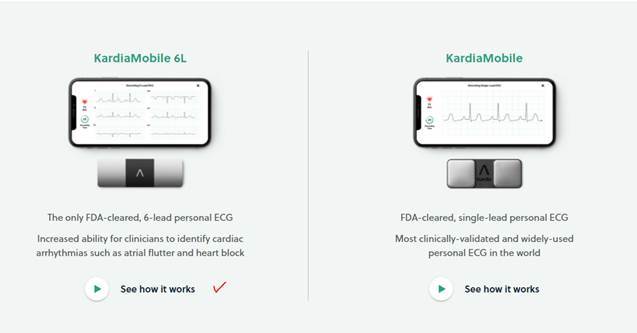 KardiaMobile 6L
The only FDA-cleared, 6-lead personal ECG
Increased ability for clinicians to identify cardiac
arrhythmias such as atrial flutter and heart block
See how it works
KardiaMobile
FDA-cleared, single-lead personal ECG
Most clinically-validated and widely-used
personal ECG in the world
See how it works